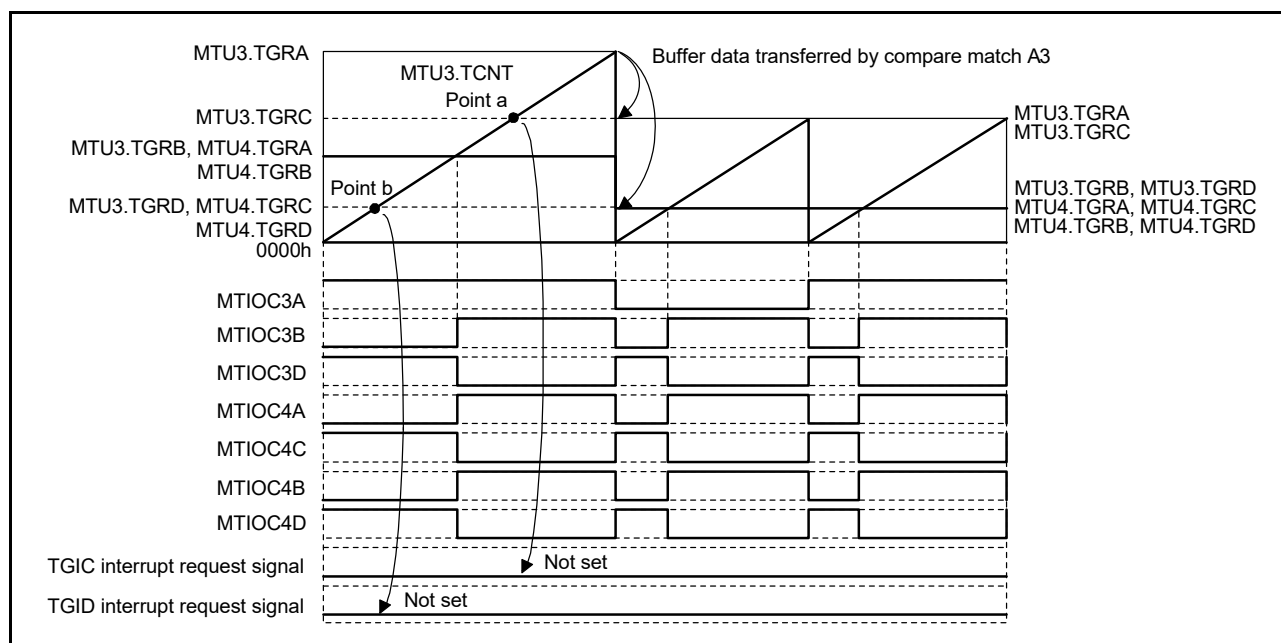 MTU3.TGRA
Buffer data transferred by compare match A3
MTU3.TCNT
Point a
MTU3.TGRC
MTU3.TGRA
MTU3.TGRC
MTU3.TGRB, MTU4.TGRA
MTU4.TGRB
Point b
MTU3.TGRD, MTU4.TGRC
MTU4.TGRD
0000h
MTU3.TGRB, MTU3.TGRD
MTU4.TGRA, MTU4.TGRC
MTU4.TGRB, MTU4.TGRD
MTIOC3A
MTIOC3B
MTIOC3D
MTIOC4A
MTIOC4C
MTIOC4B
MTIOC4D
TGIC interrupt request signal
Not set
TGID interrupt request signal
Not set